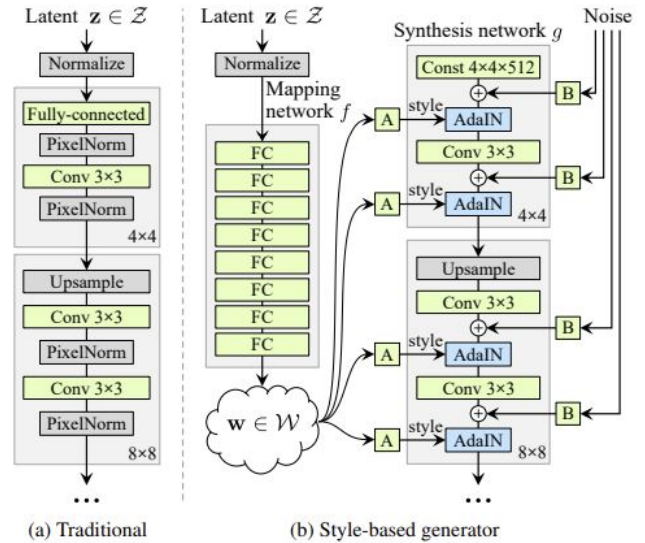 Latent z ∈ Z
Normalize
Fully-connected
PixelNorm
Conv 3×3
PixelNorm
4×4
Upsample
Conv 3×3
PixelNorm
Conv 3×3
PixelNorm
8×8
...
(a) Traditional
Latent z ∈ Z
Normalize
Mapping
network f
FC
FC
FC
FC
FC
FC
FC
FC
w ∈ W
A
style
A
style
A
style
A
style
Synthesis network g
Const 4×4×512
+
AdaIN
Conv 3×3
+
AdaIN
4×4
Upsample
Conv 3×3
+
AdaIN
Conv 3×3
+
AdaIN
8×8
...
Noise
B
B
B
B
(b) Style-based generator